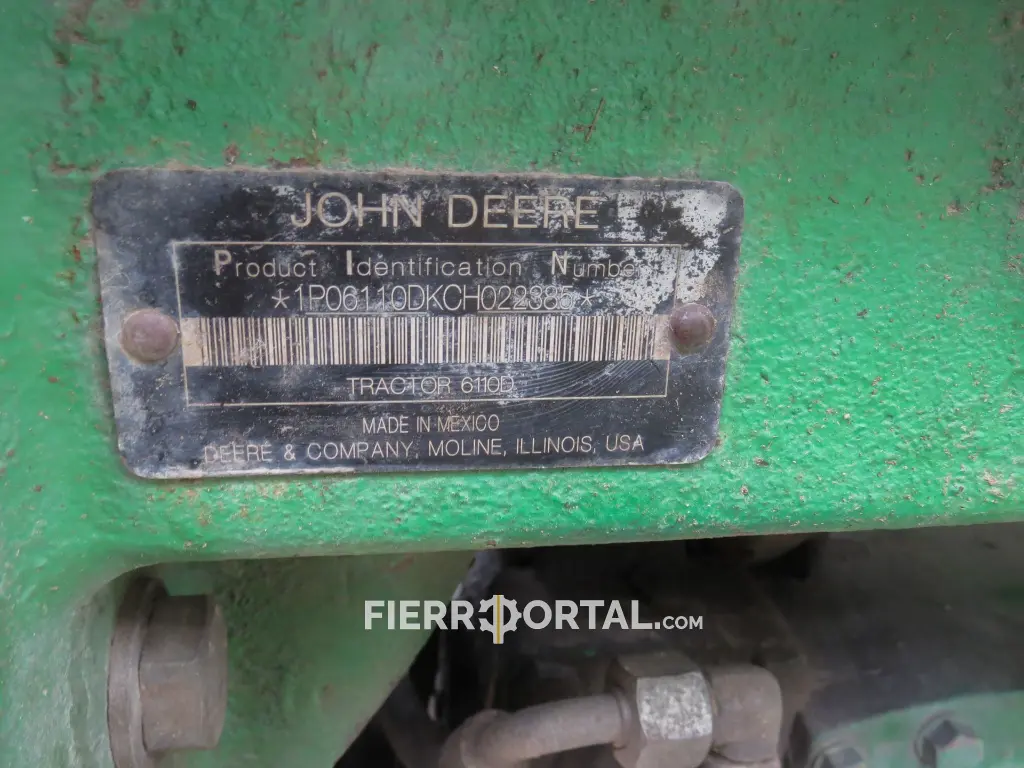 JOHN DEERE
Product Identification Number
*1P06110DKCH022385*
TRACTOR 6110D
MADE IN MEXICO
DEERE & COMPANY, MOLINE, ILLINOIS, USA
FIERROPORTAL.COM